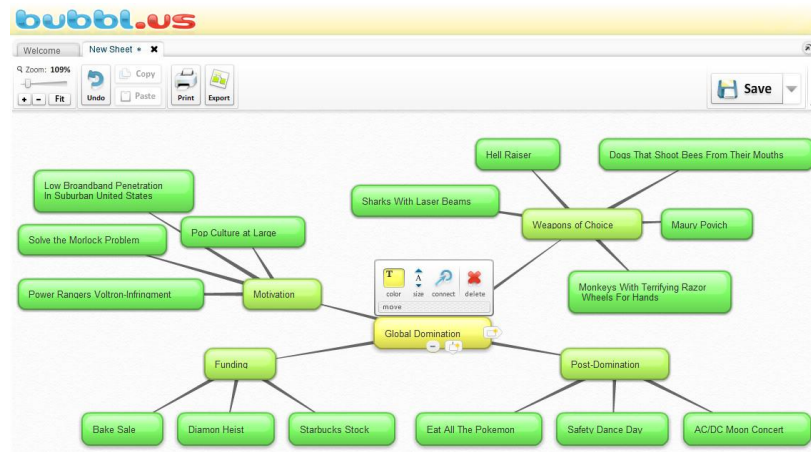 bubbl.us
Welcome
New Sheet
Zoom: 109%
+ - Fit
Undo
Copy
Paste
Print
Export
Save
Hell Raiser
Dogs That Shoot Bees From Their Mouths
Low Broandband Penetration
In Suburban United States
Sharks With Laser Beams
Pop Culture at Large
Weapons of Choice
Maury Povich
Solve the Morlock Problem
T
A
color size connect delete
move
Monkeys With Terrifying Razor
Wheels For Hands
Power Rangers Voltron-Infringment
Motivation
Global Domination
Funding
Post-Domination
Bake Sale
Diamon Heist
Starbucks Stock
Eat All The Pokemon
Safety Dance Day
AC/DC Moon Concert